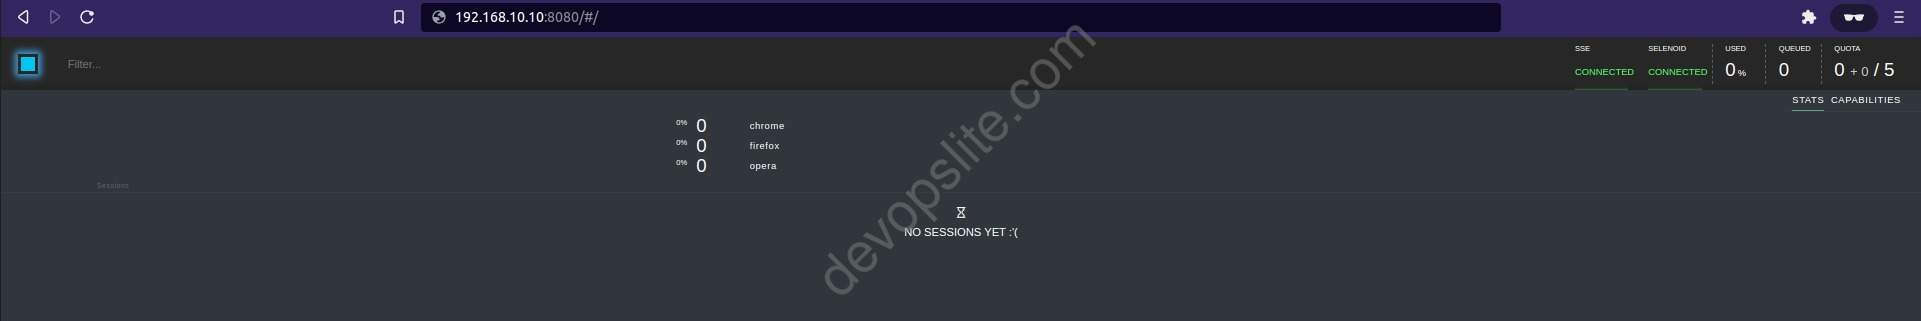 192.168.10.10:8080/#/
Filter...
SSE SELENOID USED QUEUED QUOTA
CONNECTED CONNECTED 0 % 0 0 + 0 / 5
STATS CAPABILITIES
0% 0 chrome
0% 0 firefox
0% 0 opera
Sessions
NO SESSIONS YET :'(
devopslite.com